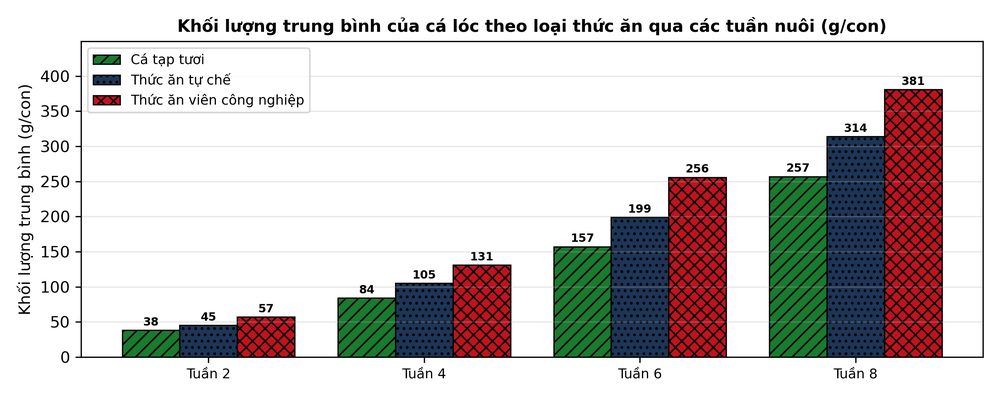 Khối lượng trung bình của cá lóc theo loại thức ăn qua các tuần nuôi (g/con)
Khối lượng trung bình (g/con)
400
350
300
250
200
150
100
50
0
Cá tạp tươi
Thức ăn tự chế
Thức ăn viên công nghiệp
38 45 57
84 105 131
157 199 256
257 314 381
Tuần 2 Tuần 4 Tuần 6 Tuần 8